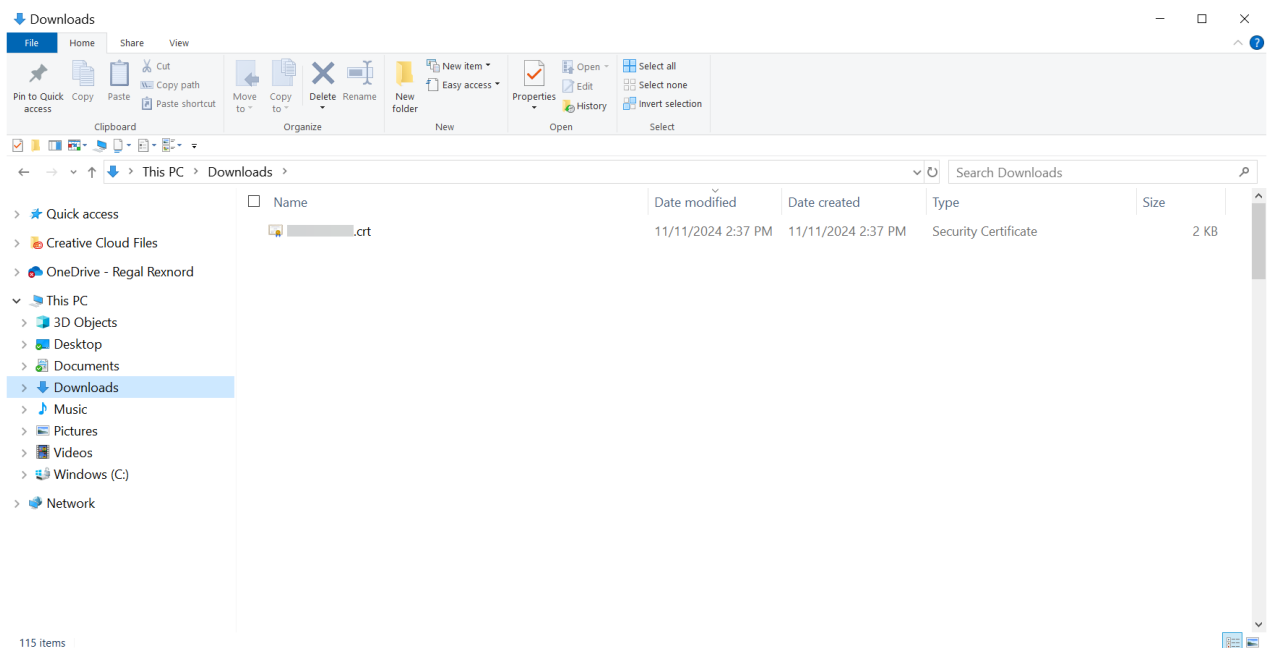 Downloads
File Home Share View
Pin to Quick access
Copy
Paste
Cut
Copy path
Paste shortcut
Clipboard
Move to
Copy to
Delete
Rename
Organize
New folder
New item
Easy access
New
Properties
Open
Edit
History
Open
Select all
Select none
Invert selection
Select
This PC > Downloads >
Search Downloads
Name Date modified Date created Type Size
.crt 11/11/2024 2:37 PM 11/11/2024 2:37 PM Security Certificate 2 KB
Quick access
Creative Cloud Files
OneDrive - Regal Rexnord
This PC
3D Objects
Desktop
Documents
Downloads
Music
Pictures
Videos
Windows (C:)
Network
115 items